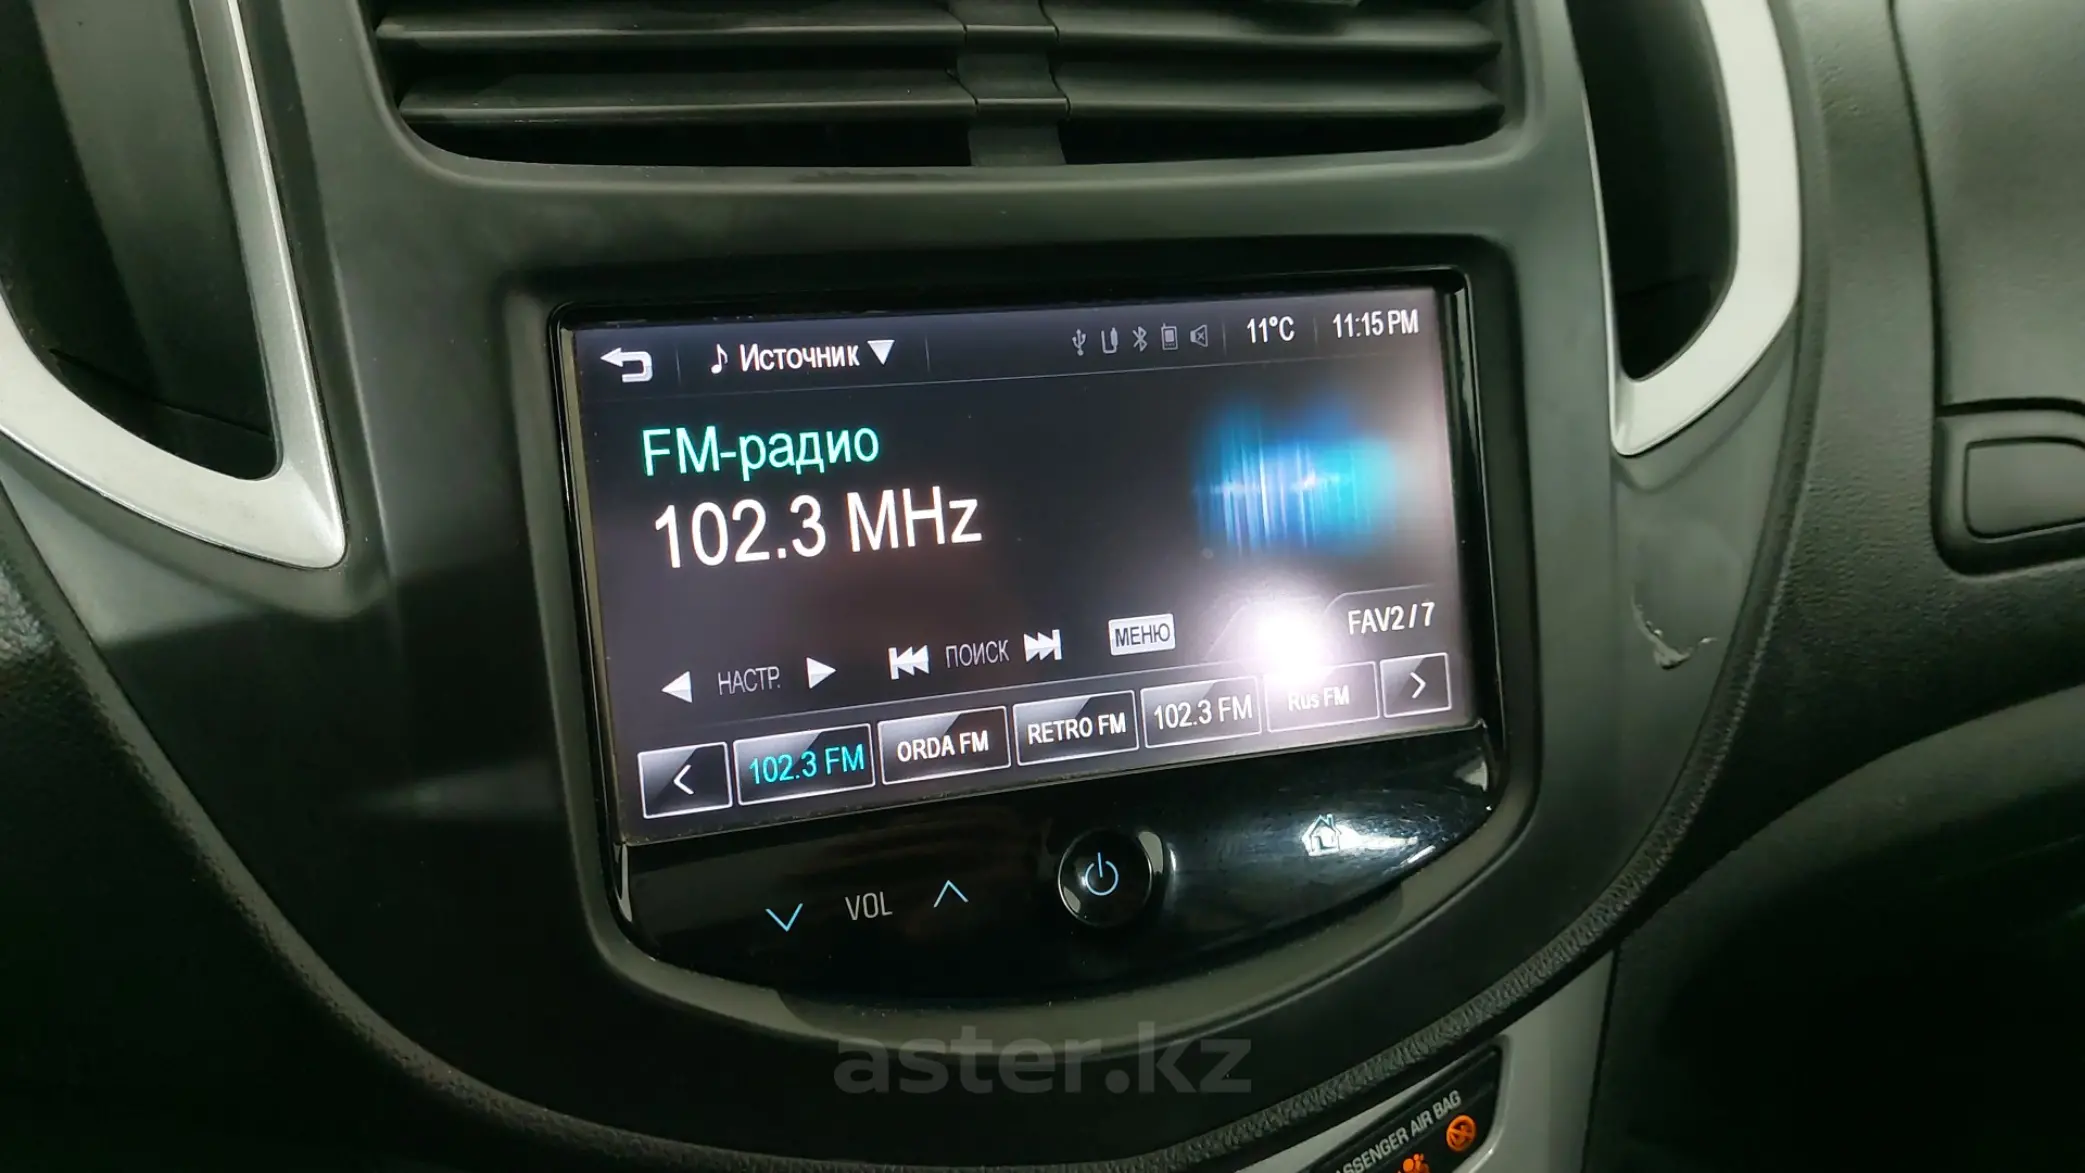 Источник 11°C 11:15 PM
FM-радио
102.3 MHz
FAV2/7
НАСТР. ПОИСК МЕНЮ
102.3 FM ORDA FM RETRO FM 102.3 FM Rus FM
VOL
aster.kz
PASSENGER AIR BAG